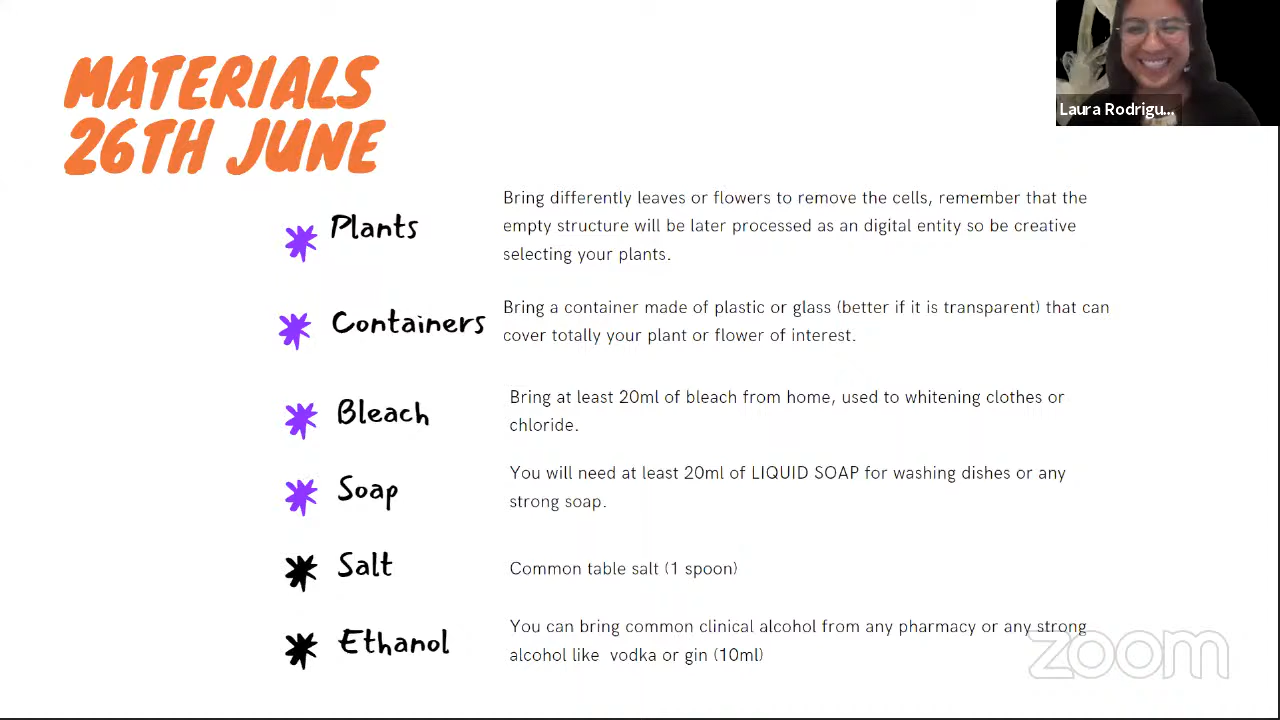 MATERIALS
26TH JUNE
Laura Rodrigu...
Plants
Bring differently leaves or flowers to remove the cells, remember that the
empty structure will be later processed as an digital entity so be creative
selecting your plants.
Containers
Bring a container made of plastic or glass (better if it is transparent) that can
cover totally your plant or flower of interest.
Bleach
Bring at least 20ml of bleach from home, used to whitening clothes or
chloride.
Soap
You will need at least 20ml of LIQUID SOAP for washing dishes or any
strong soap.
Salt
Common table salt (1 spoon)
Ethanol
You can bring common clinical alcohol from any pharmacy or any strong
alcohol like vodka or gin (10ml)
zoom